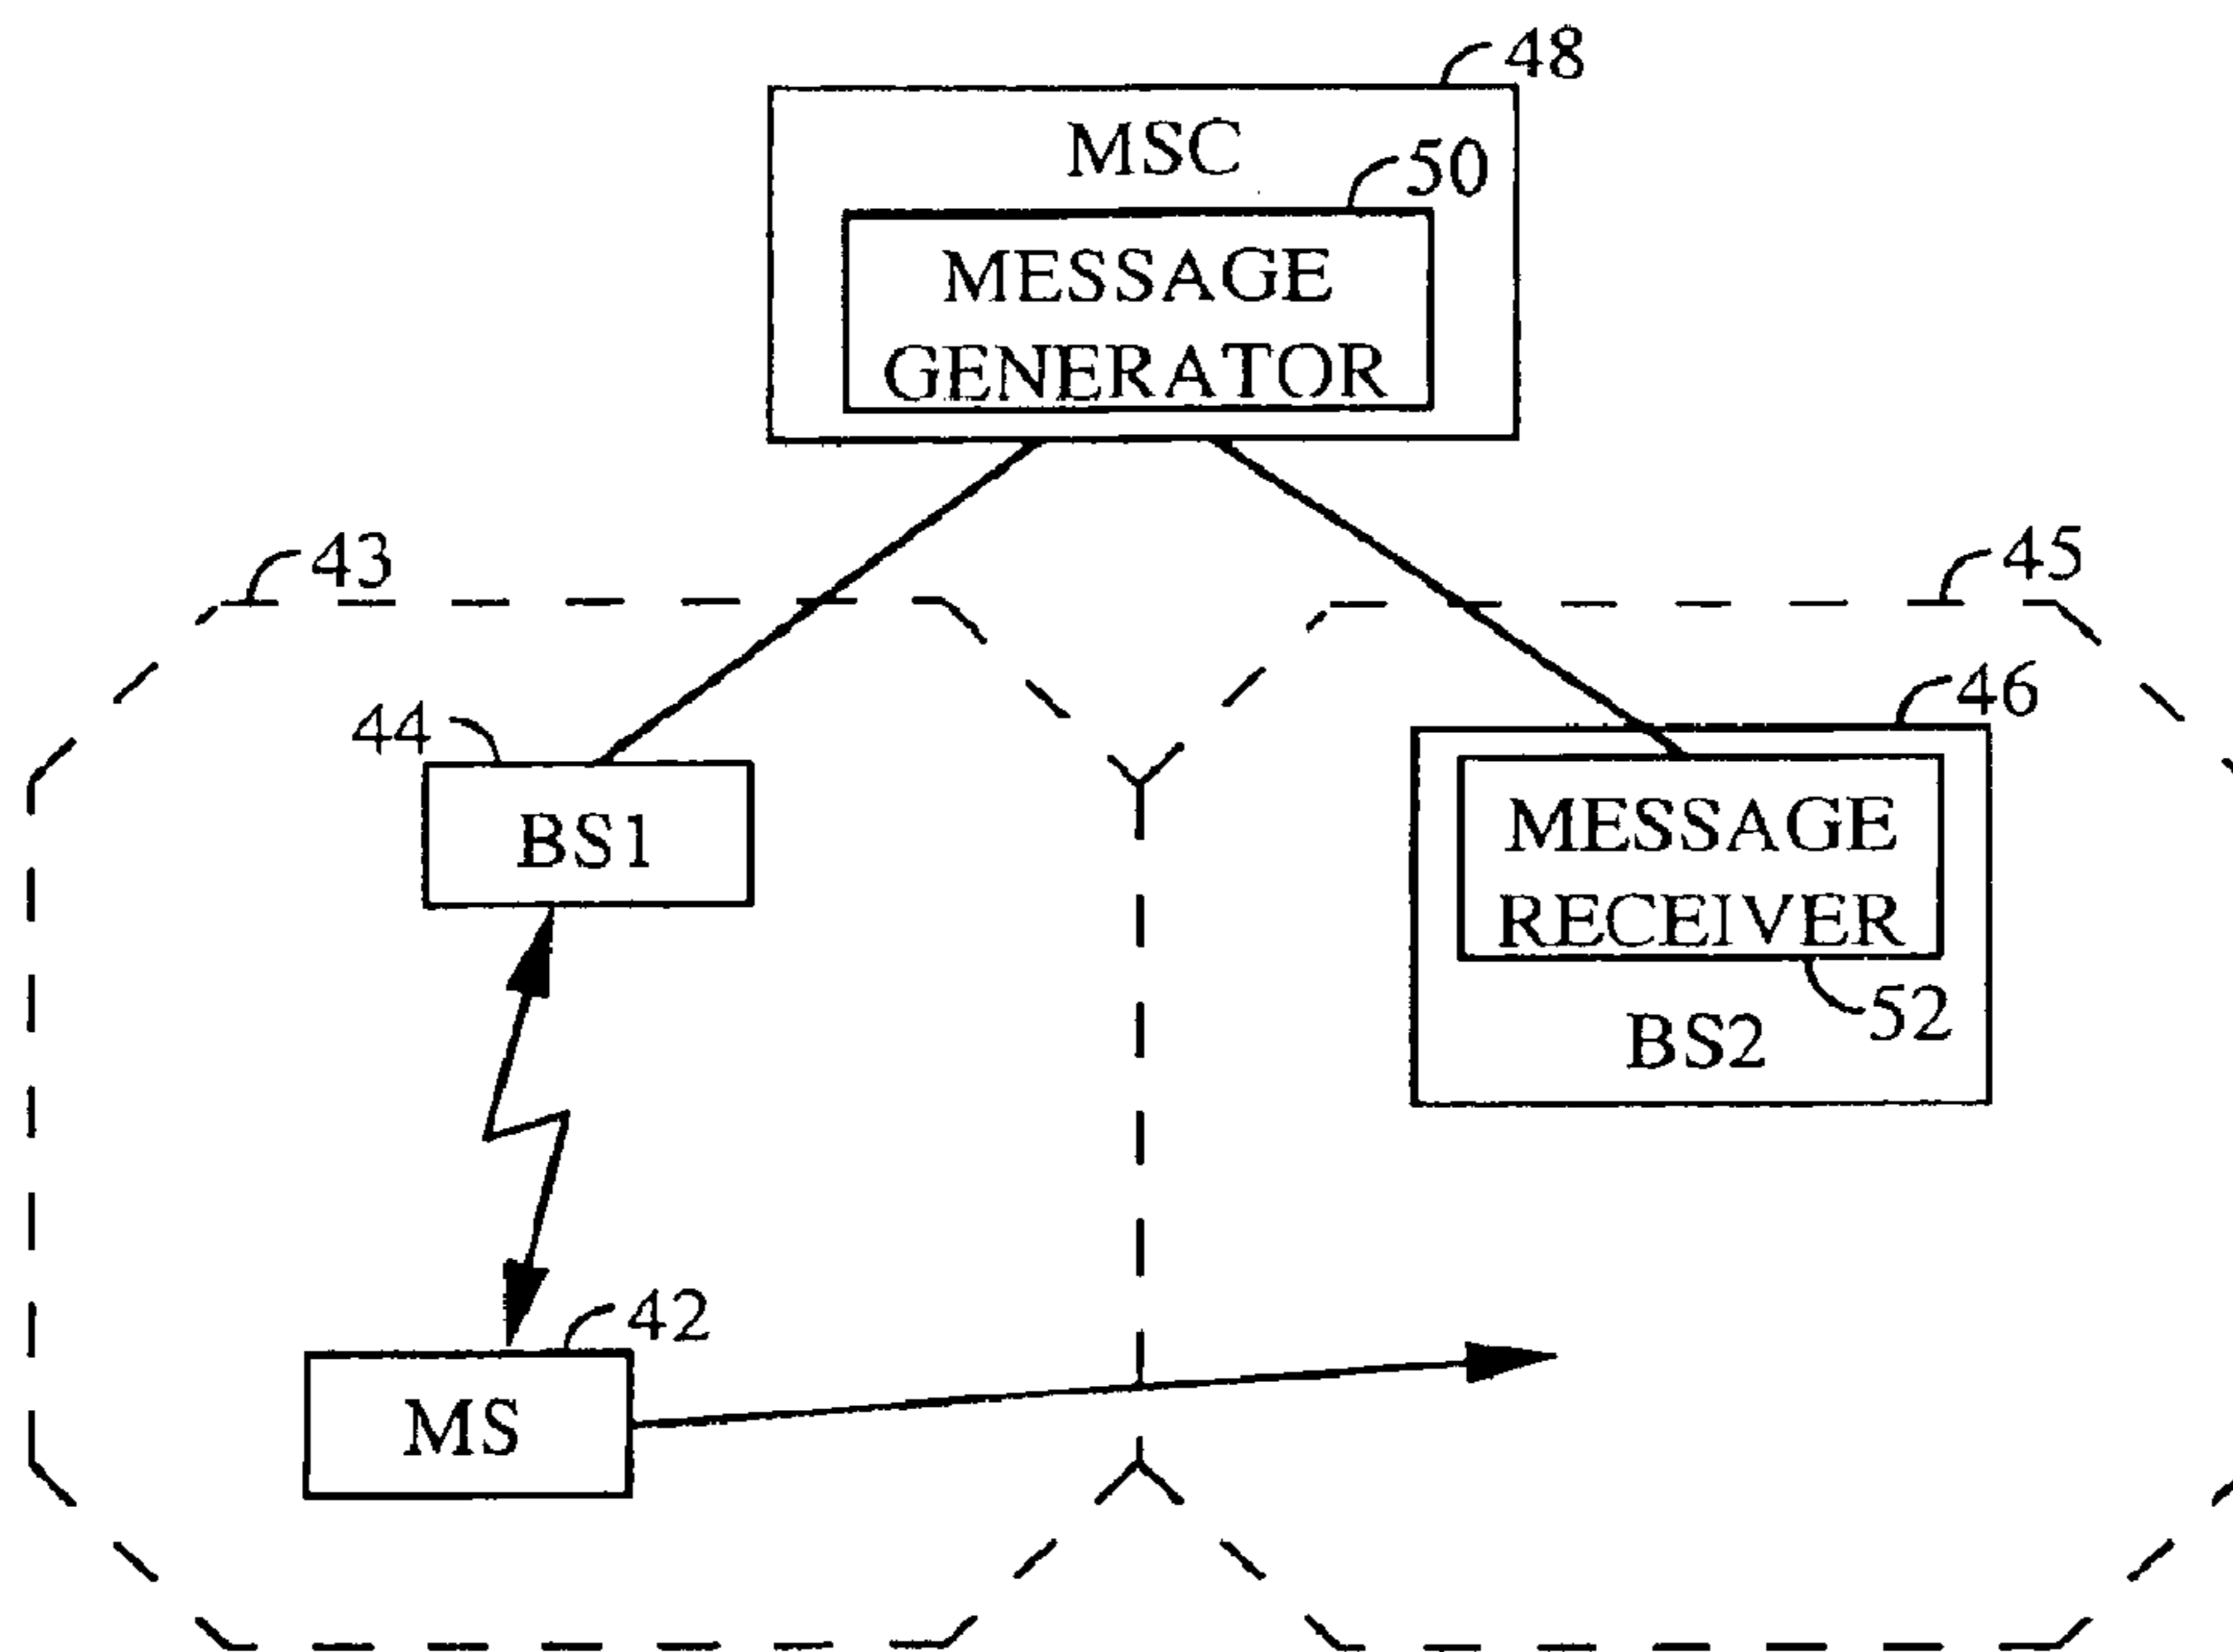 48
MSC
50
MESSAGE
GENERATOR
43
45
44
46
BS1
MESSAGE
RECEIVER
52
BS2
42
MS